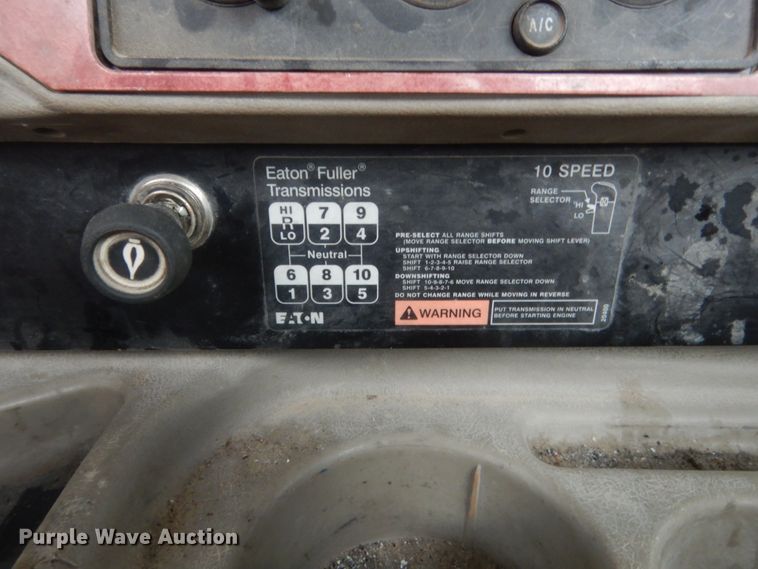 A/C
Eaton® Fuller®
Transmissions
10 SPEED
RANGE
SELECTOR
HI
LO
HI 7 9
R
LO 2 4
Neutral
6 8 10
1 3 5
EATON
PRE-SELECT ALL RANGE SHIFTS
(MOVE RANGE SELECTOR BEFORE MOVING SHIFT LEVER)
UPSHIFTING
START WITH RANGE SELECTOR DOWN
SHIFT 1-2-3-4-5 RAISE RANGE SELECTOR
SHIFT 6-7-8-9-10
DOWNSHIFTING
SHIFT 10-9-8-7-6 MOVE RANGE SELECTOR DOWN
SHIFT 5-4-3-2-1
DO NOT CHANGE RANGE WHILE MOVING IN REVERSE
WARNING
PUT TRANSMISSION IN NEUTRAL
BEFORE STARTING ENGINE
Purple Wave Auction